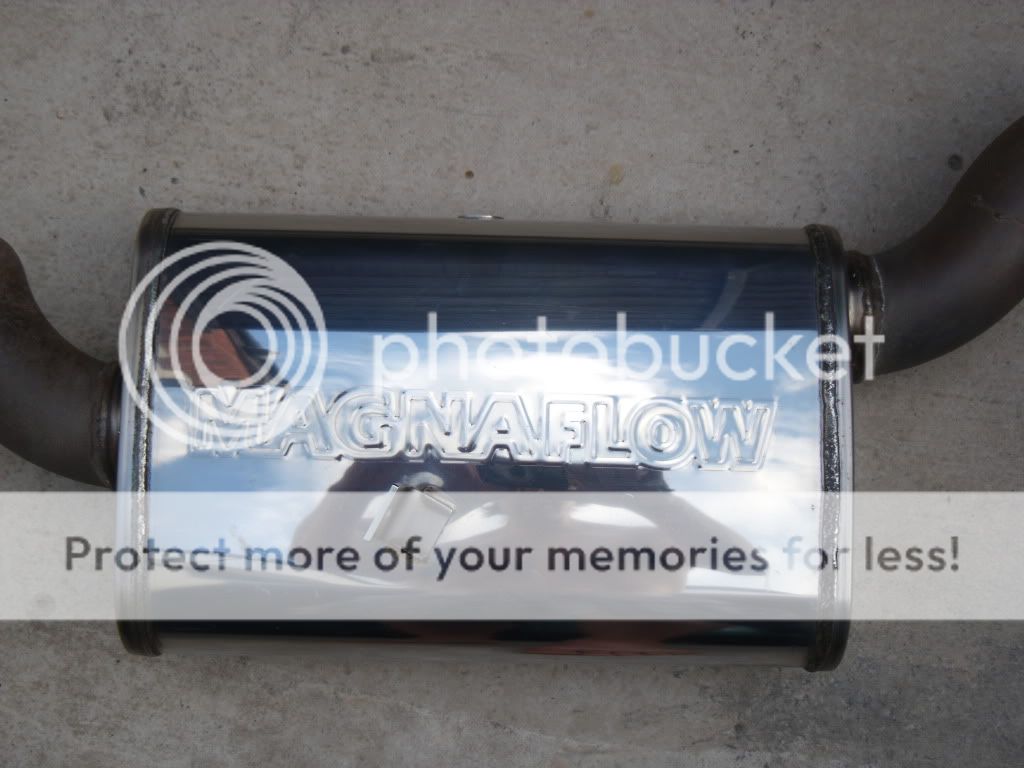 photobucket
MAGNAFLOW
Protect more of your memories for less!